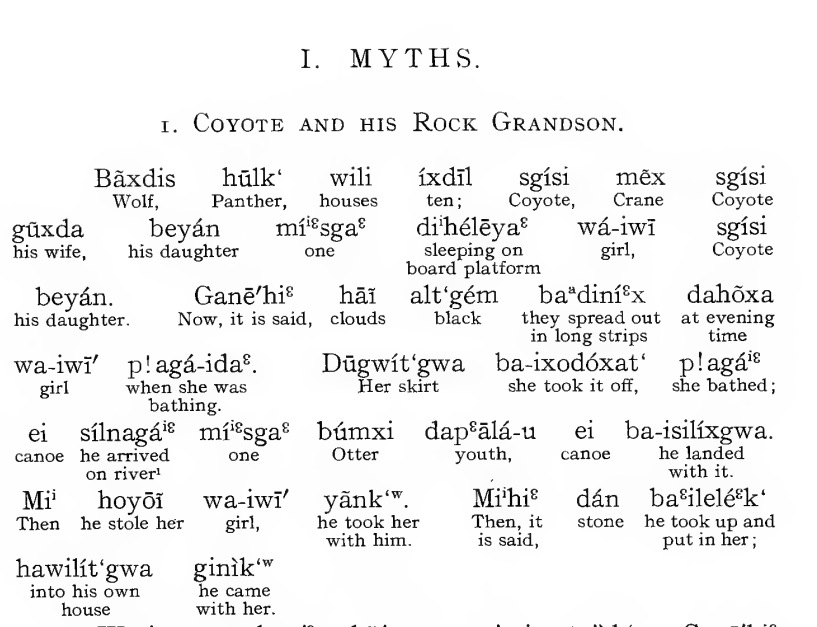 I. MYTHS.
1. COYOTE AND HIS ROCK GRANDSON.
Bãxdis hūlk‘ wili íxdīl sgísi mẽx sgísi
Wolf, Panther, houses ten; Coyote, Crane Coyote
gũxda beyán míⁱᵋsgaᵋ diⁱhélēyaᵋ wá-iwī sgísi
his wife, his daughter one sleeping on girl, Coyote
board platform
beyán. Ganē′hiᵋ hāĩ alt‘gém baᵃdiníᵋx dahõxa
his daughter. Now, it is said, clouds black they spread out at evening
in long strips time
wa-iwī′ p!agá-idaᵋ. Dūgwít‘gwa ba-ixodóxat‘ p!agáⁱᵋ
girl when she was Her skirt she took it off, she bathed;
bathing.
ei sílnagáⁱᵋ míⁱᵋsgaᵋ búmxi dapᵋālá-u ei ba-isilíxgwa.
canoe he arrived one Otter youth, canoe he landed
on river¹ with it.
Miⁱ hoyōĩ wa-iwī′ yãnk‘ʷ. Miⁱhiᵋ dán baᵋileléᵋk‘
Then he stole her girl, he took her Then, it stone he took up and
with him. is said, put in her;
hawilít‘gwa ginìk‘ʷ
into his own he came
house with her.